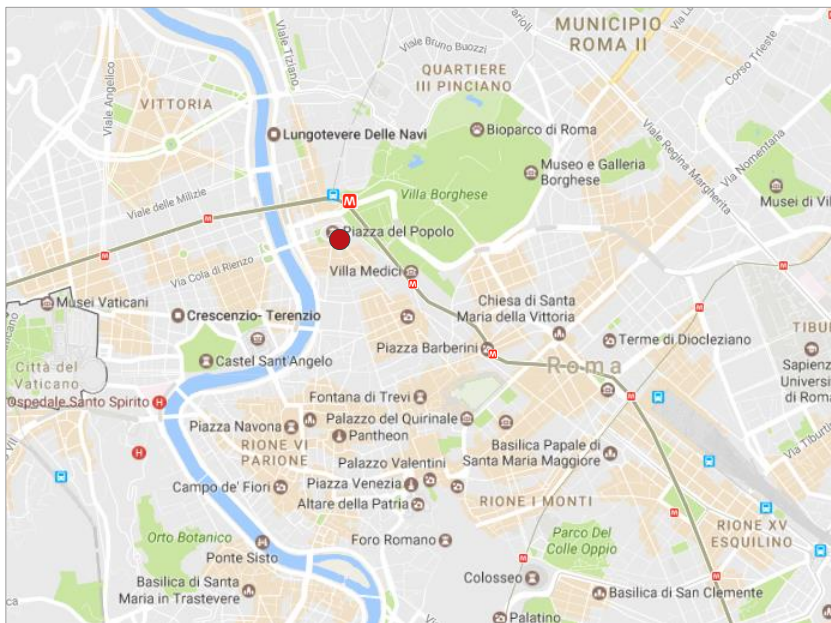 MUNICIPIO
ROMA II
Viale Bruno Buozzi
Viale Tiziano
Viale Angelico
Corso Trieste
QUARTIERE
III PINCIANO
VITTORIA
Lungotevere Delle Navi
Bioparco di Roma
Viale Regina Margherita
Via Nomentana
Museo e Galleria
Borghese
Villa Borghese
Musei di Vil
Viale delle Milizie
M
M
M
Piazza del Popolo
Via Cola di Rienzo
Villa Medici
M
M
M
Musei Vaticani
Crescenzio- Terenzio
Chiesa di Santa
Maria della Vittoria
Terme di Diocleziano
TIBU
Piazza Barberini
M
Roma
Sapienz
Univers
di Roma
Città del
Vaticano
Castel Sant'Angelo
Ospedale Santo Spirito
H
Fontana di Trevi
M
Piazza Navona
Palazzo del Quirinale
Pantheon
Via Tiburtin
H
RIONE VI
PARIONE
Basilica Papale di
Santa Maria Maggiore
Palazzo Valentini
Campo de' Fiori
Piazza Venezia
Altare della Patria
RIONE I MONTI
M
RIONE XV
ESQUILINO
Orto Botanico
Foro Romano
Parco Del
Colle Oppio
Ponte Sisto
M
Colosseo
M
Basilica di Santa
Maria in Trastevere
Basilica di San Clemente
Palatino